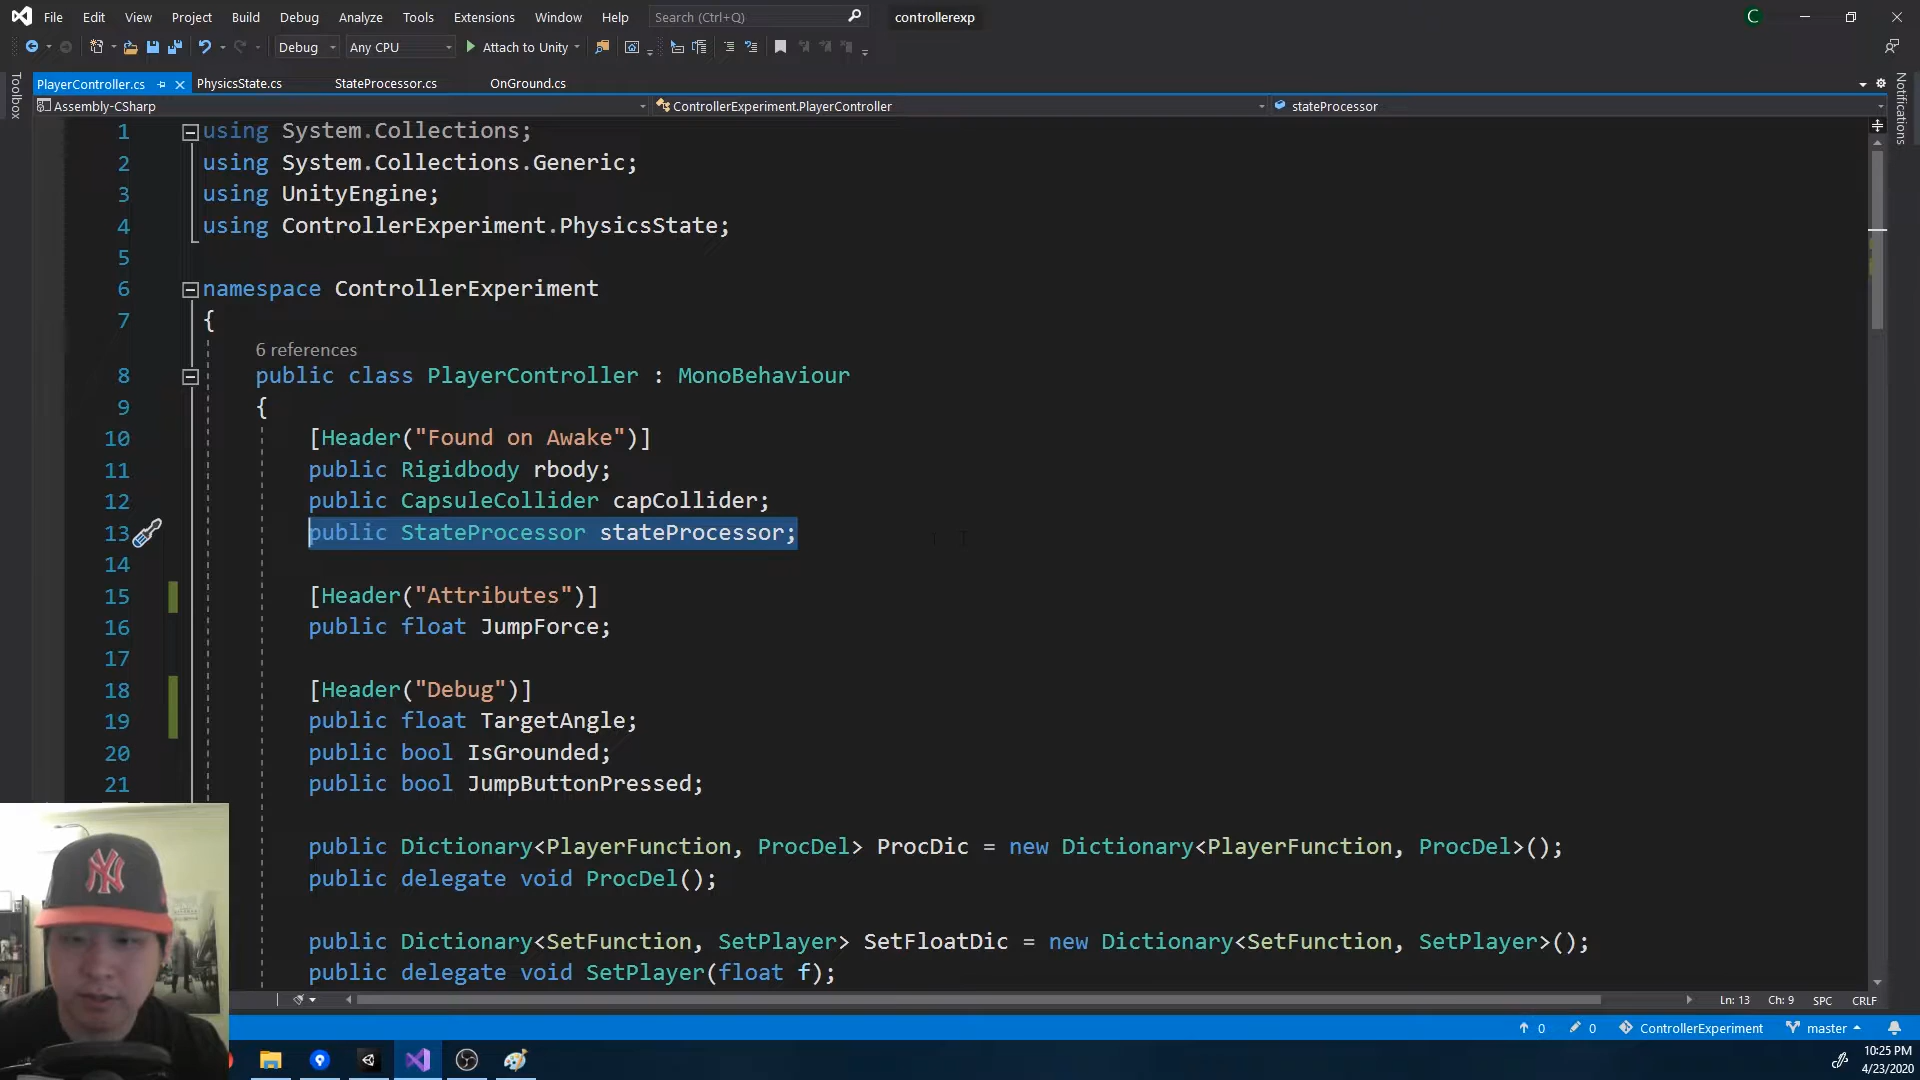 File Edit View Project Build Debug Analyze Tools Extensions Window Help Search (Ctrl+Q) controllerexp C
Debug Any CPU Attach to Unity
Toolbox
PlayerController.cs PhysicsState.cs StateProcessor.cs OnGround.cs
Notifications
Assembly-CSharp ControllerExperiment.PlayerController stateProcessor
1 using System.Collections;
2 using System.Collections.Generic;
3 using UnityEngine;
4 using ControllerExperiment.PhysicsState;
5
6 namespace ControllerExperiment
7 {
6 references
8 public class PlayerController : MonoBehaviour
9 {
10 [Header("Found on Awake")]
11 public Rigidbody rbody;
12 public CapsuleCollider capCollider;
13 public StateProcessor stateProcessor;
14
15 [Header("Attributes")]
16 public float JumpForce;
17
18 [Header("Debug")]
19 public float TargetAngle;
20 public bool IsGrounded;
21 public bool JumpButtonPressed;
public Dictionary<PlayerFunction, ProcDel> ProcDic = new Dictionary<PlayerFunction, ProcDel>();
public delegate void ProcDel();
public Dictionary<SetFunction, SetPlayer> SetFloatDic = new Dictionary<SetFunction, SetPlayer>();
public delegate void SetPlayer(float f);
Ln: 13 Ch: 9 SPC CRLF
0 0 ControllerExperiment master
10:25 PM
4/23/2020